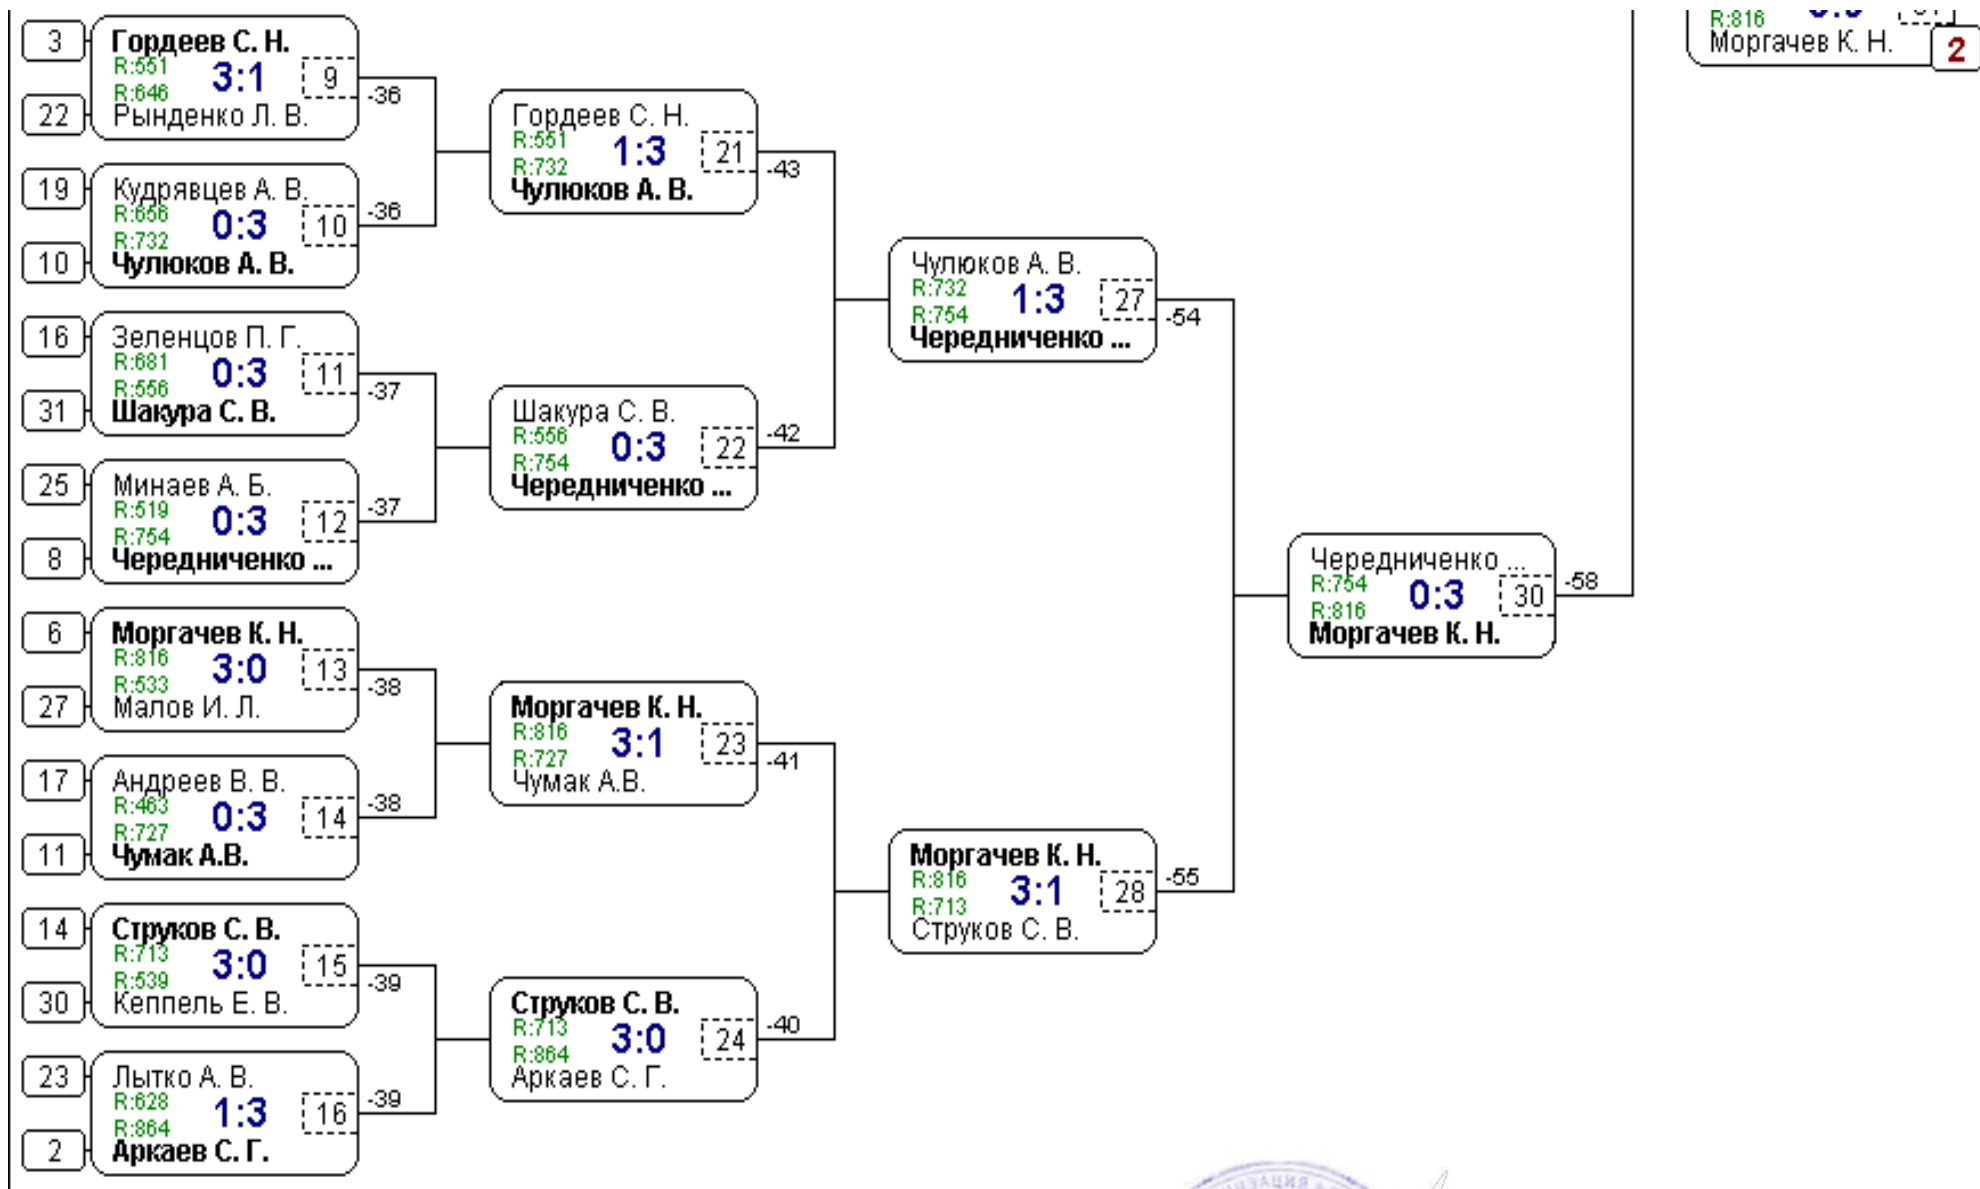 3
Гордеев С. Н.
R:551
3:1
9
R:646
22
Рынденко Л. В.
-36
19
Кудрявцев А. В.
R:656
0:3
10
R:732
10
Чулюков А. В.
-36
16
Зеленцов П. Г.
R:681
0:3
11
R:556
31
Шакура С. В.
-37
25
Минаев А. Б.
R:519
0:3
12
R:754
8
Чередниченко ...
-37
6
Моргачев К. Н.
R:816
3:0
13
R:533
27
Малов И. Л.
-38
17
Андреев В. В.
R:463
0:3
14
R:727
11
Чумак А.В.
-38
14
Струков С. В.
R:713
3:0
15
R:539
30
Кеппель Е. В.
-39
23
Лытко А. В.
R:628
1:3
16
R:864
2
Аркаев С. Г.
-39
Гордеев С. Н.
R:551
1:3
21
R:732
Чулюков А. В.
-43
Шакура С. В.
R:556
0:3
22
R:754
Чередниченко ...
-42
Моргачев К. Н.
R:816
3:1
23
R:727
Чумак А.В.
-41
Струков С. В.
R:713
3:0
24
R:864
Аркаев С. Г.
-40
Чулюков А. В.
R:732
1:3
27
R:754
Чередниченко ...
-54
Моргачев К. Н.
R:816
3:1
28
R:713
Струков С. В.
-55
Чередниченко ...
R:754
0:3
30
R:816
Моргачев К. Н.
-58
R:816
Моргачев К. Н.
2